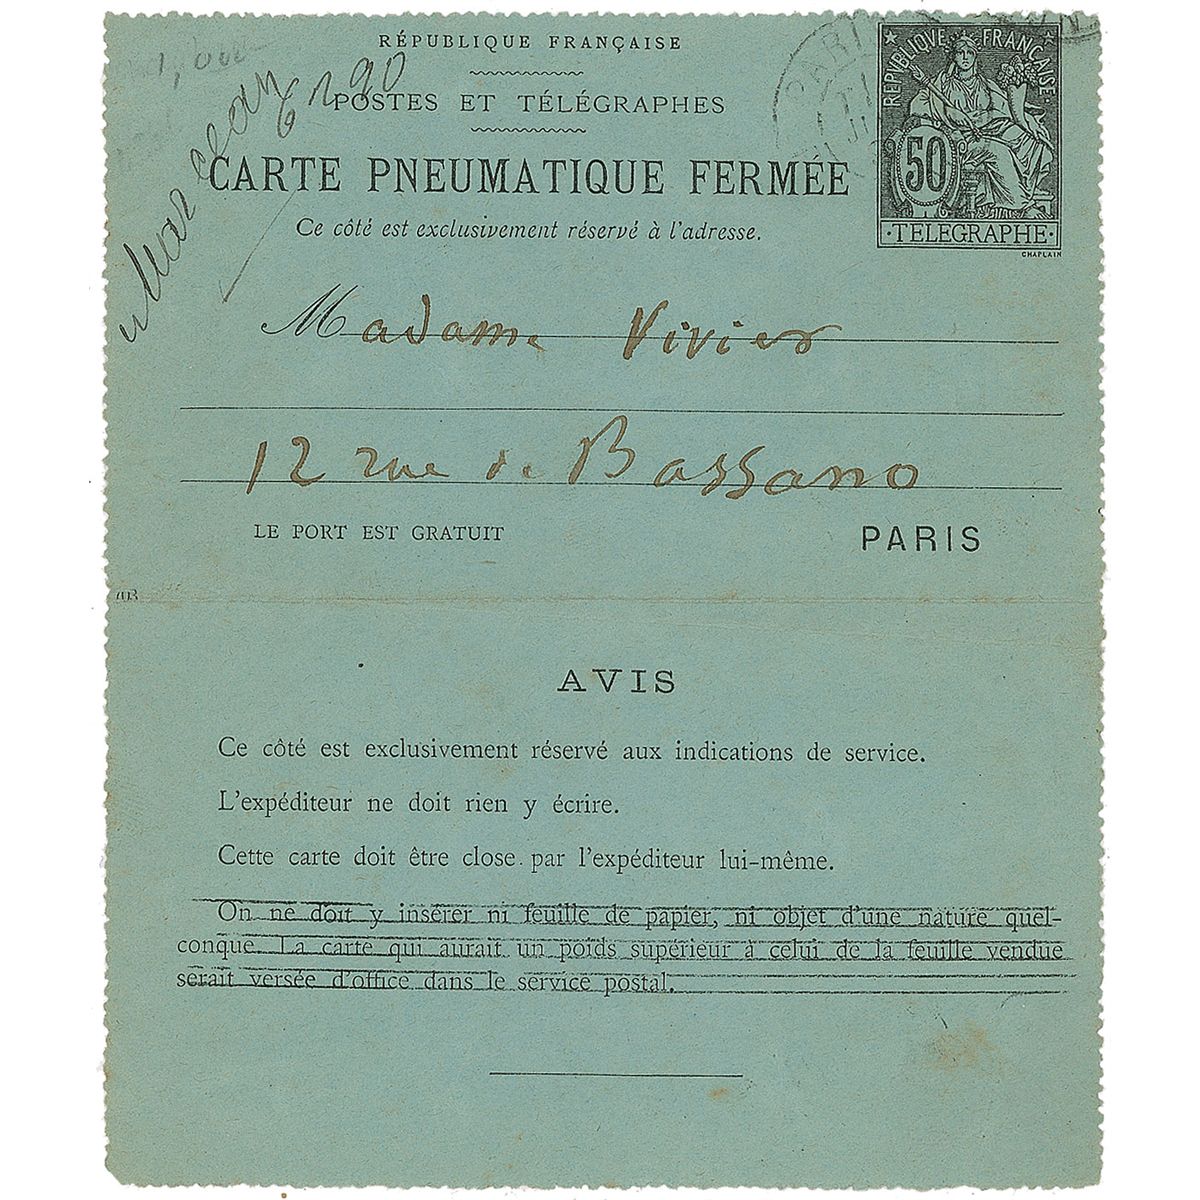 RÉPUBLIQUE FRANÇAISE
POSTES ET TÉLÉGRAPHES
CARTE PNEUMATIQUE FERMÉE
Ce côté est exclusivement réservé à l'adresse.
PARIS
REPUBLIQUE FRANÇAISE
50
·TELEGRAPHE·
CHAPLAIN
Madame Vivier
12 rue de Bassano
LE PORT EST GRATUIT
PARIS
AVIS
Ce côté est exclusivement réservé aux indications de service.
L'expéditeur ne doit rien y écrire.
Cette carte doit être close par l'expéditeur lui-même.
On ne doit y insérer ni feuille de papier, ni objet d'une nature quel-
conque. La carte qui aurait un poids supérieur à celui de la feuille vendue
serait versée d'office dans le service postal.